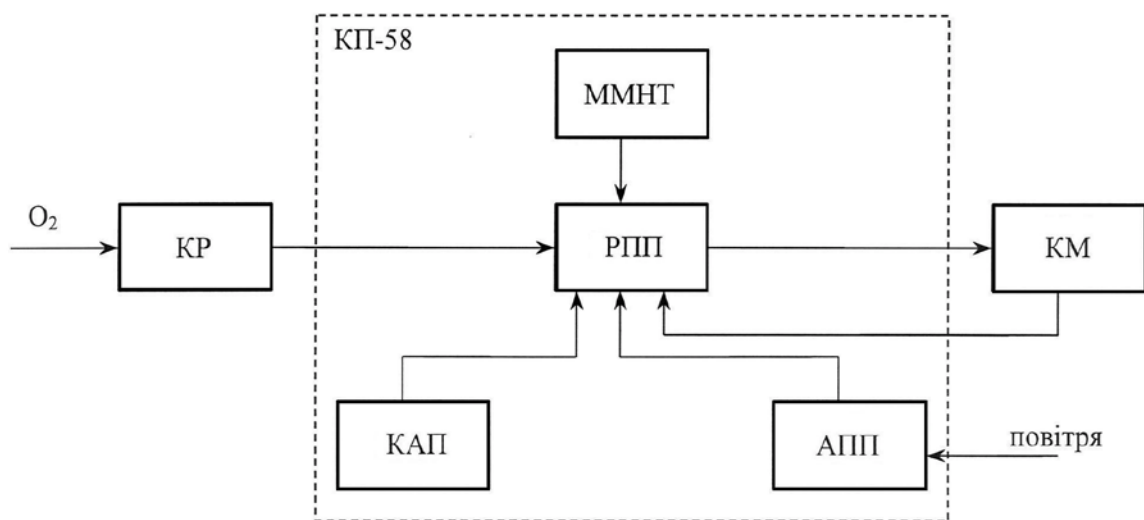 КП-58
ММНТ
O₂
КР
РПП
КМ
КАП
АПП
повітря